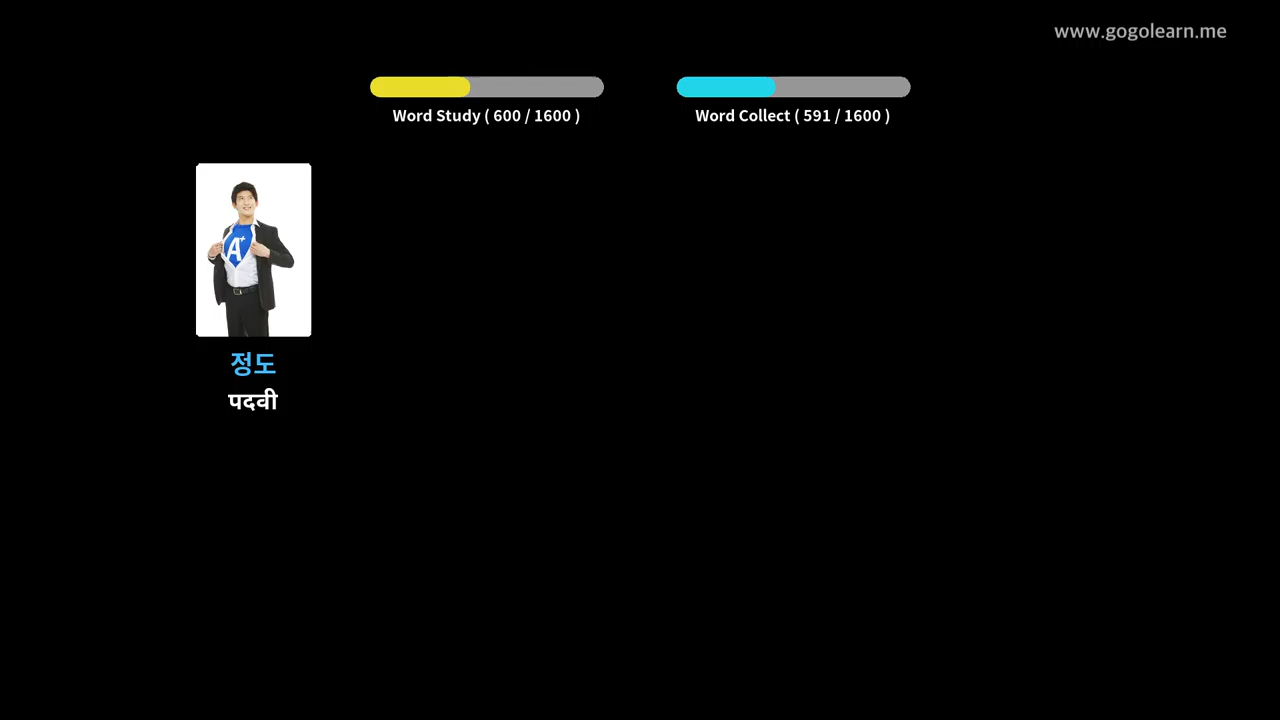 www.gogolearn.me
Word Study ( 600 / 1600 )
Word Collect ( 591 / 1600 )
A+
정도
पदवी